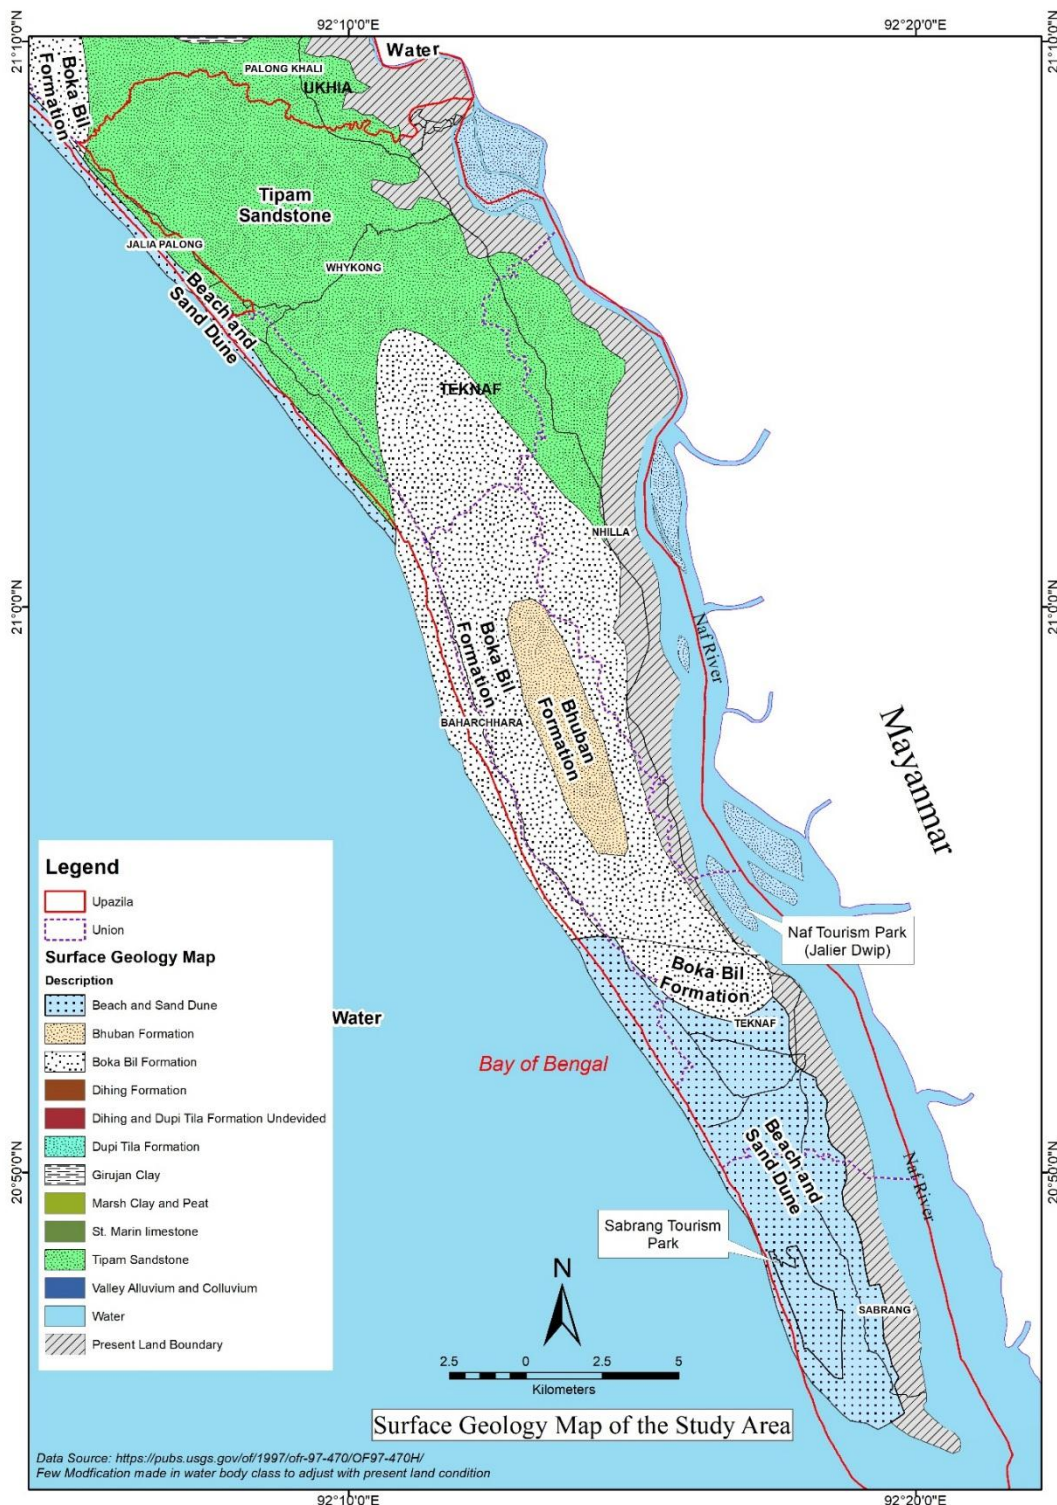 92°10'0"E
92°20'0"E
21°10'0"N
21°10'0"N
Water
Boka Bil
Formation
PALONG KHALI
UKHIA
Tipam
Sandstone
JALIA PALONG
WHYKONG
Beach and
Sand Dune
TEKNAF
NHILLA
21°0'0"N
21°0'0"N
Naf River
Boka Bil
Formation
BAHARCHHARA
Bhuban
Formation
Mayanmar
Naf Tourism Park
(Jalier Dwip)
Boka Bil
Formation
TEKNAF
Water
Bay of Bengal
Beach and
Sand Dune
20°50'0"N
20°50'0"N
Naf River
Sabrang Tourism
Park
SABRANG
Legend
Upazila
Union
Surface Geology Map
Description
Beach and Sand Dune
Bhuban Formation
Boka Bil Formation
Dihing Formation
Dihing and Dupi Tila Formation Undevided
Dupi Tila Formation
Girujan Clay
Marsh Clay and Peat
St. Marin limestone
Tipam Sandstone
Valley Alluvium and Colluvium
Water
Present Land Boundary
N
2.5 0 2.5 5
Kilometers
Surface Geology Map of the Study Area
Data Source: https://pubs.usgs.gov/of/1997/ofr-97-470/OF97-470H/
Few Modfication made in water body class to adjust with present land condition
92°10'0"E
92°20'0"E